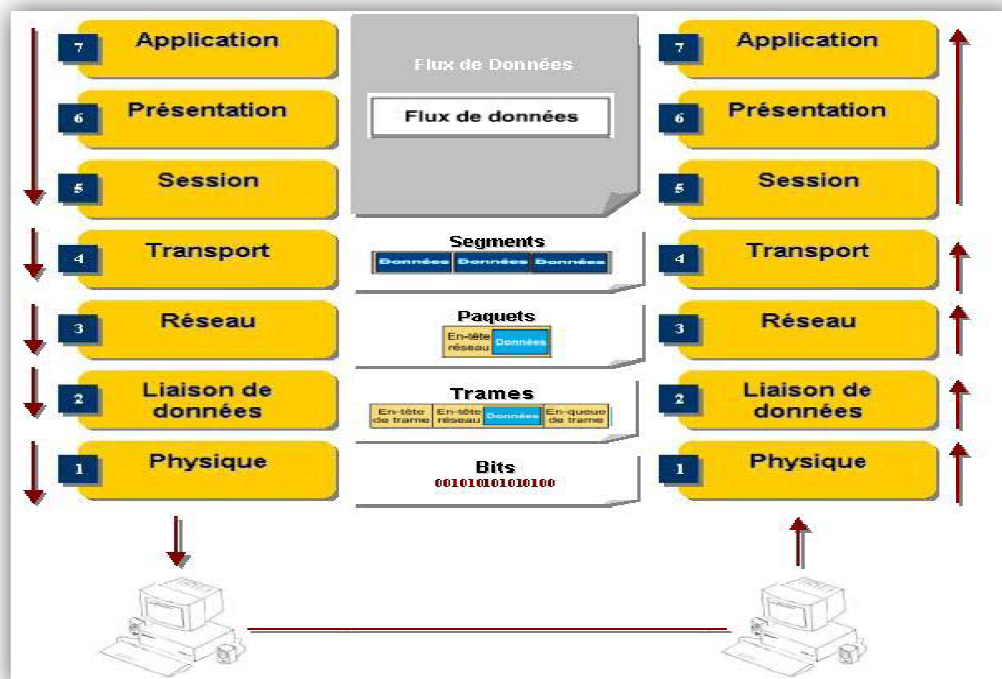 7 Application
6 Présentation
5 Session
4 Transport
3 Réseau
2 Liaison de
données
1 Physique
Flux de Données
Flux de données
Segments
Données Données Données
Paquets
En-tête
réseau
Données
Trames
En-tête
de trame
En-tête
réseau
Données
En-queue
de trame
Bits
001010101010100
7 Application
6 Présentation
5 Session
4 Transport
3 Réseau
2 Liaison de
données
1 Physique